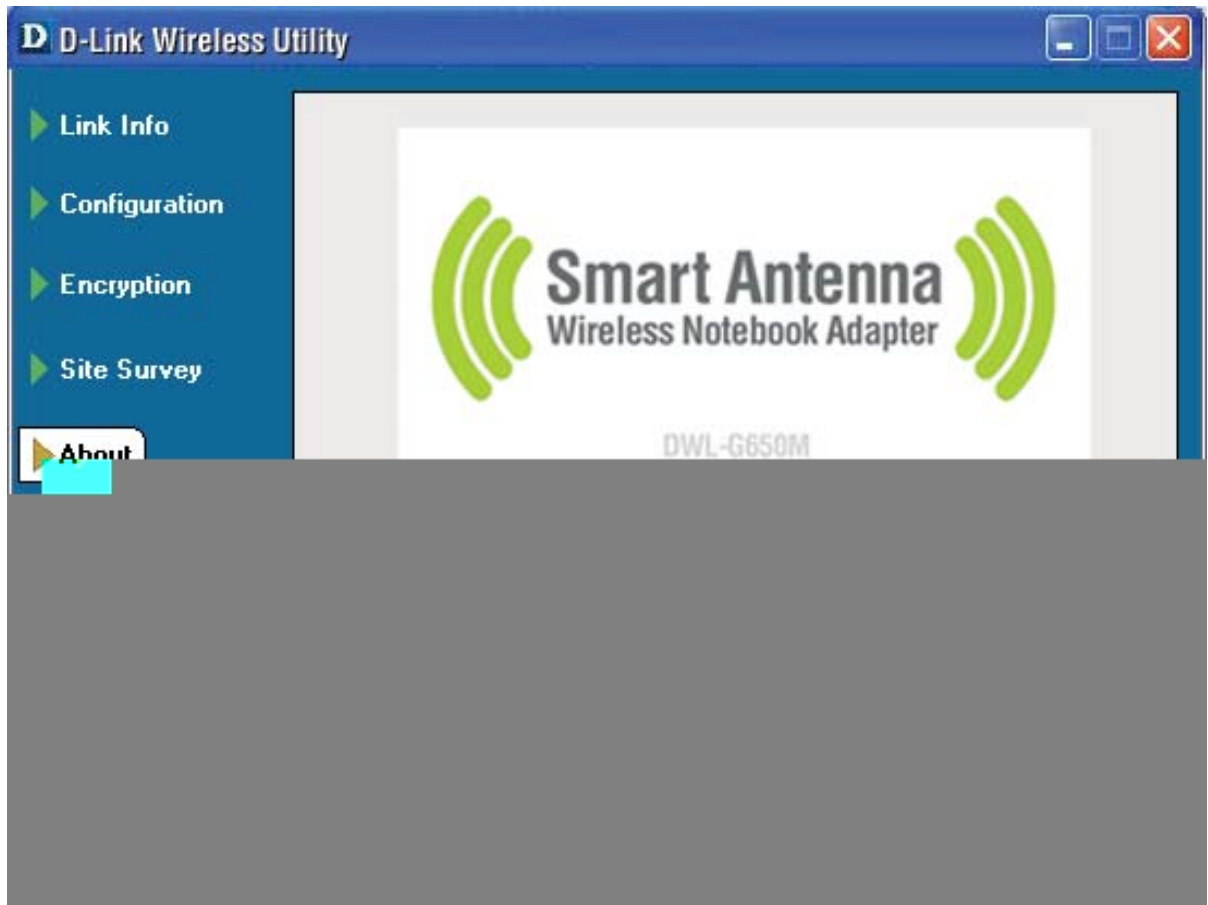 D D-Link Wireless Utility
Link Info
Configuration
Encryption
Site Survey
About
Smart Antenna
Wireless Notebook Adapter
DWL-G650M